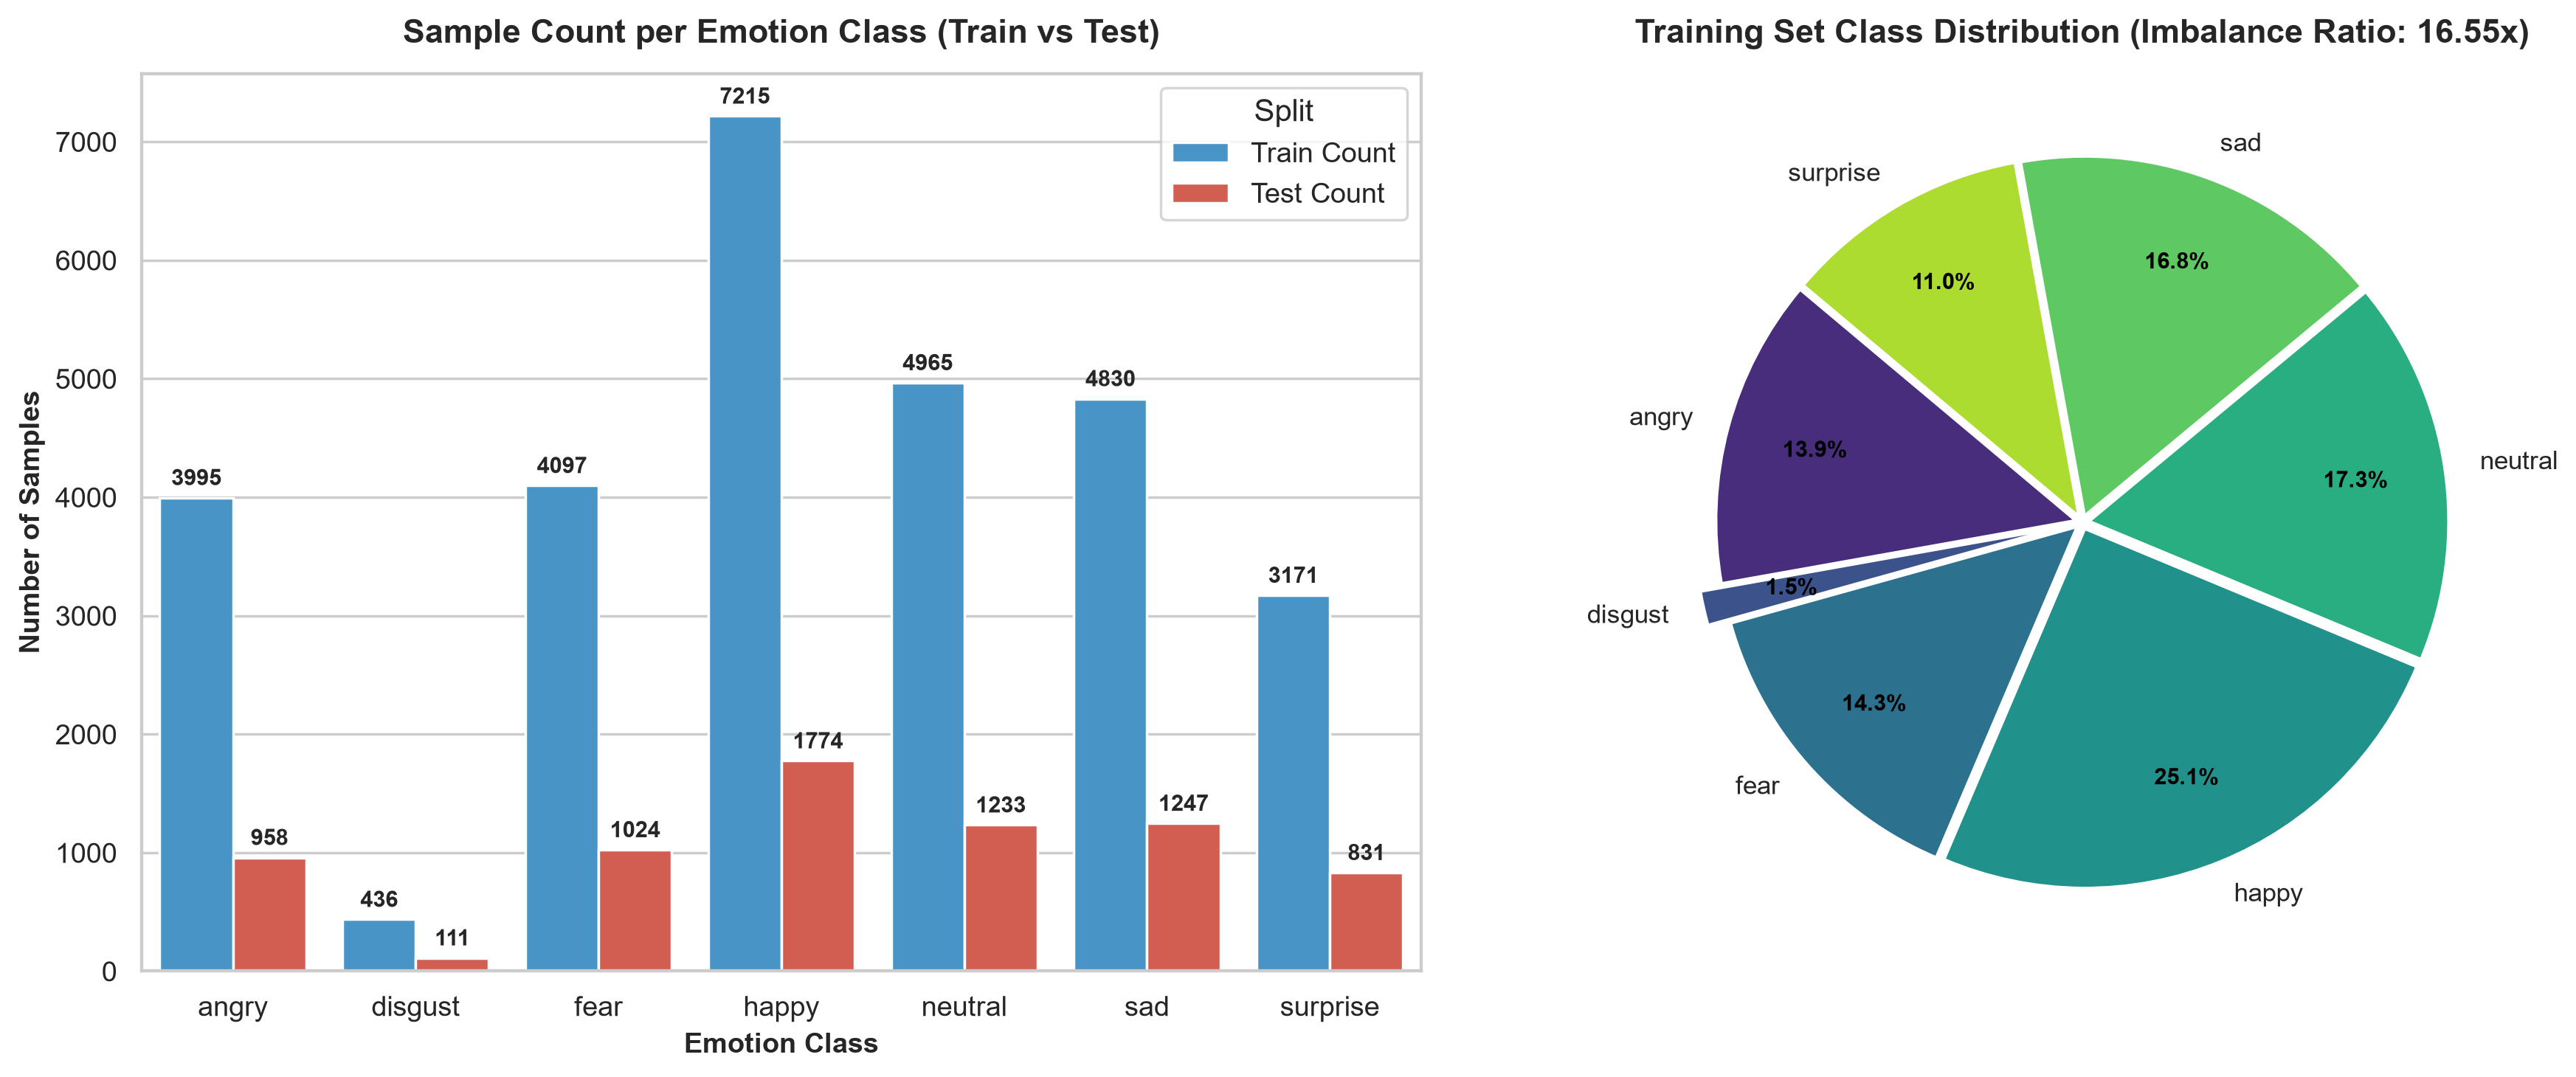 Sample Count per Emotion Class (Train vs Test)
Number of Samples
7000
6000
5000
4000
3000
2000
1000
0
Split
Train Count
Test Count
3995
958
436
111
4097
1024
7215
1774
4965
1233
4830
1247
3171
831
angry
disgust
fear
happy
neutral
sad
surprise
Emotion Class
Training Set Class Distribution (Imbalance Ratio: 16.55x)
sad
16.8%
surprise
11.0%
angry
13.9%
disgust
1.5%
fear
14.3%
happy
25.1%
neutral
17.3%